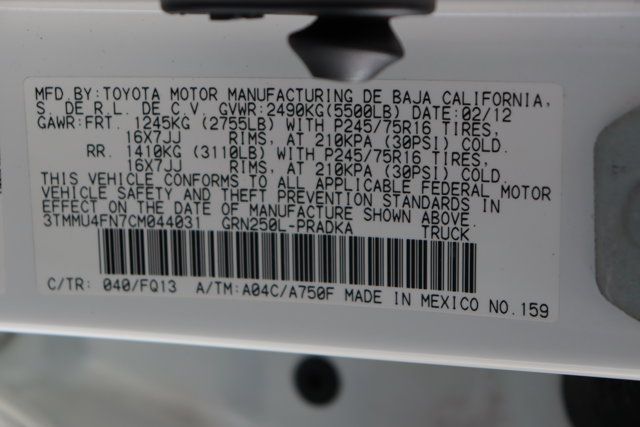 MFD.BY:TOYOTA MOTOR MANUFACTURING DE BAJA CALIFORNIA,
S. DE R.L. DE C.V. GVWR:2490KG(5500LB) DATE:02/12
GAWR:FRT. 1245KG (2755LB) WITH P245/75R16 TIRES,
16X7JJ RIMS, AT 210KPA (30PSI) COLD.
RR. 1410KG (3110LB) WITH P245/75R16 TIRES,
16X7JJ RIMS, AT 210KPA (30PSI) COLD.
THIS VEHICLE CONFORMS TO ALL APPLICABLE FEDERAL MOTOR
VEHICLE SAFETY AND THEFT PREVENTION STANDARDS IN
EFFECT ON THE DATE OF MANUFACTURE SHOWN ABOVE.
3TMMU4FN7CM044031 GRN250L-PRADKA TRUCK
C/TR: 040/FQ13 A/TM:A04C/A750F MADE IN MEXICO NO.159